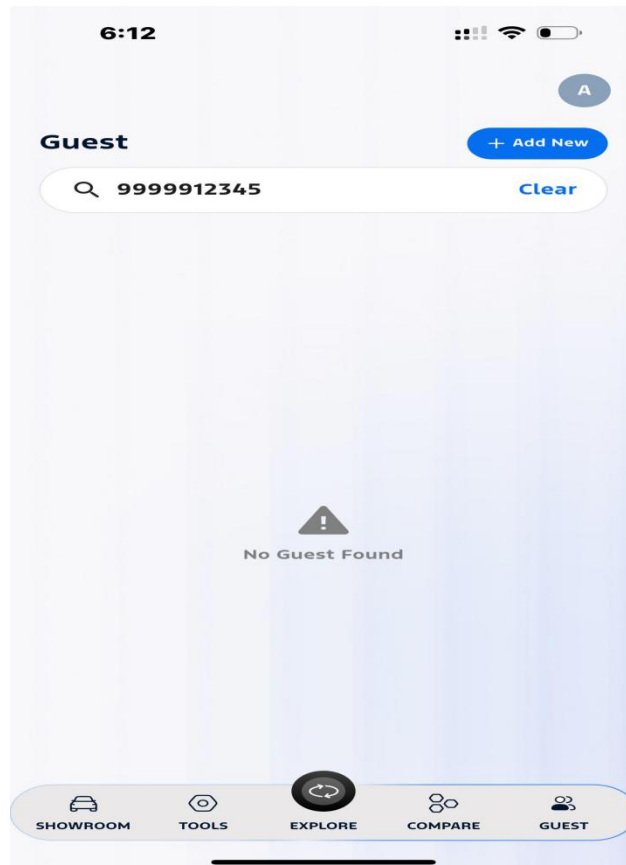 6:12
A
Guest
+ Add New
9999912345
Clear
No Guest Found
SHOWROOM TOOLS EXPLORE COMPARE GUEST